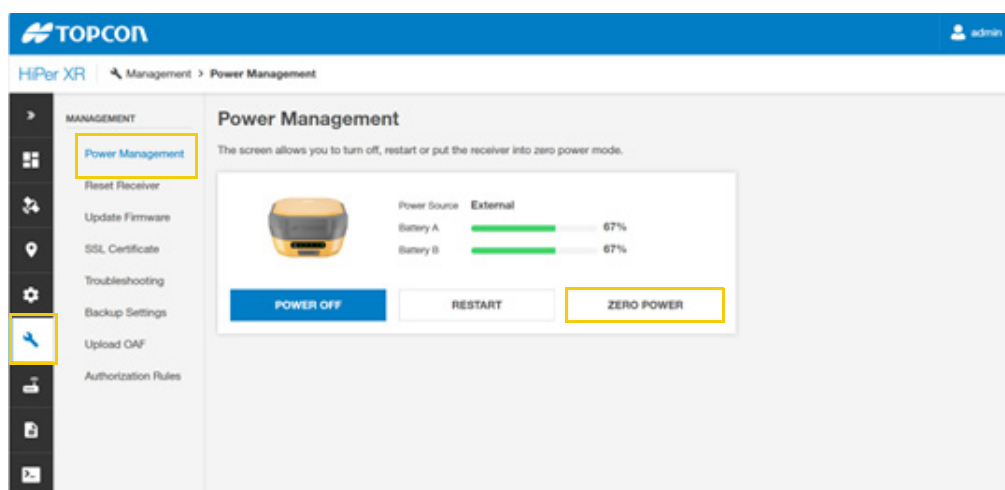 TOPCON
admin
HiPer XR Management > Power Management
MANAGEMENT
Power Management
Reset Receiver
Update Firmware
SSL Certificate
Troubleshooting
Backup Settings
Upload OAF
Authorization Rules
Power Management
The screen allows you to turn off, restart or put the receiver into zero power mode.
Power Source External
Battery A 67%
Battery B 67%
POWER OFF RESTART ZERO POWER